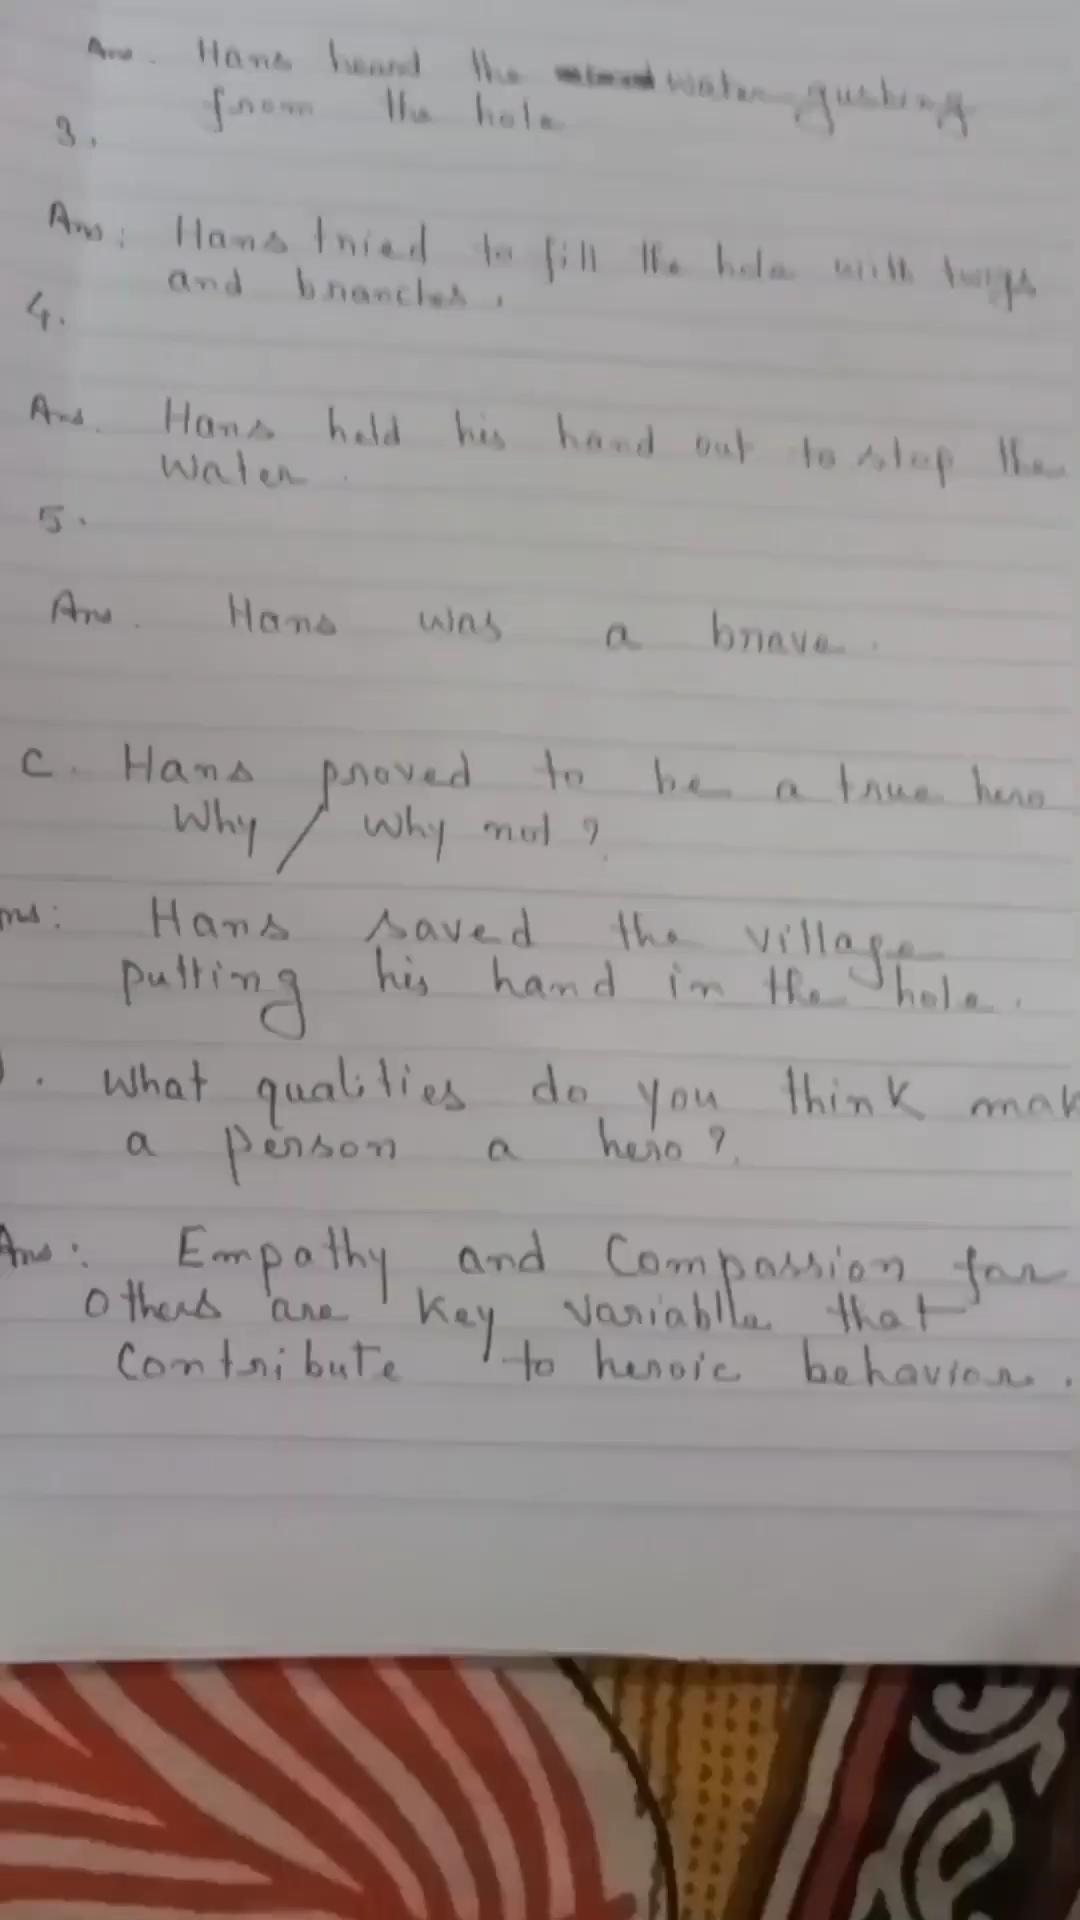 Ans. Hans heard the water gushing
from the hole
3.
Ans: Hans tried to fill the hole with twigs
and branches.
4.
Ans. Hans held his hand out to stop the
water.
5.
Ans. Hans was a brave.
C. Hans proved to be a true hero
Why / Why not ?
ns: Hans saved the village
putting his hand in the hole.
. What qualities do you think mak
a person a hero?
Ans: Empathy and Compassion for
others are key variablle that
Contribute to heroic behavior.